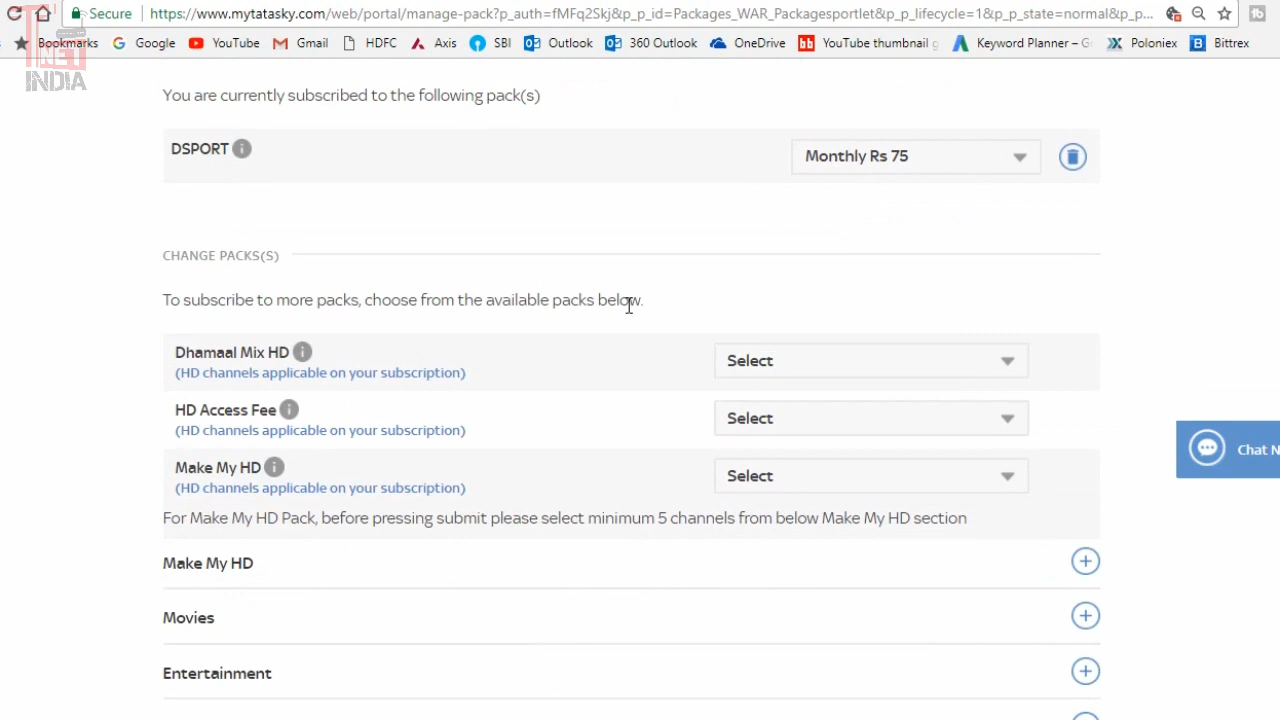 Secure https://www.mytatasky.com/web/portal/manage-pack?p_auth=fMFq2Skj&p_p_id=Packages_WAR_Packagesportlet&p_p_lifecycle=1&p_p_state=normal&p_p...
Bookmarks Google YouTube Gmail HDFC Axis SBI Outlook 360 Outlook OneDrive YouTube thumbnail g Keyword Planner – G Poloniex Bittrex
T
NET
INDIA
You are currently subscribed to the following pack(s)
DSPORT Monthly Rs 75
CHANGE PACKS(S)
To subscribe to more packs, choose from the available packs below.
Dhamaal Mix HD Select
(HD channels applicable on your subscription)
HD Access Fee Select
(HD channels applicable on your subscription)
Make My HD Select
(HD channels applicable on your subscription)
For Make My HD Pack, before pressing submit please select minimum 5 channels from below Make My HD section
Make My HD
Movies
Entertainment
Chat N